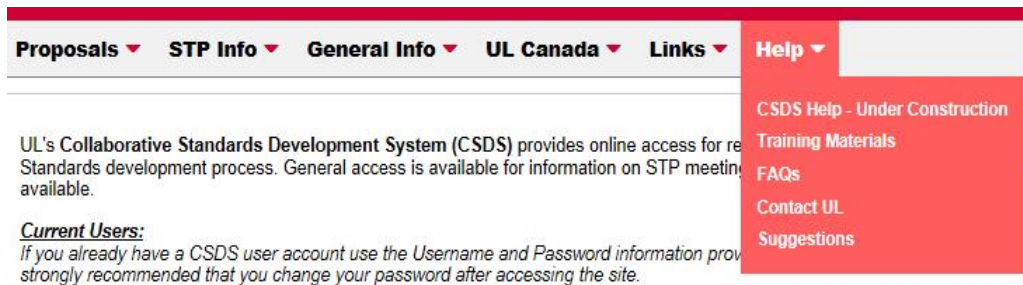 Proposals STP Info General Info UL Canada Links Help
CSDS Help - Under Construction
Training Materials
FAQs
Contact UL
Suggestions
UL's Collaborative Standards Development System (CSDS) provides online access for re
Standards development process. General access is available for information on STP meetin
available.
Current Users:
If you already have a CSDS user account use the Username and Password information prov
strongly recommended that you change your password after accessing the site.